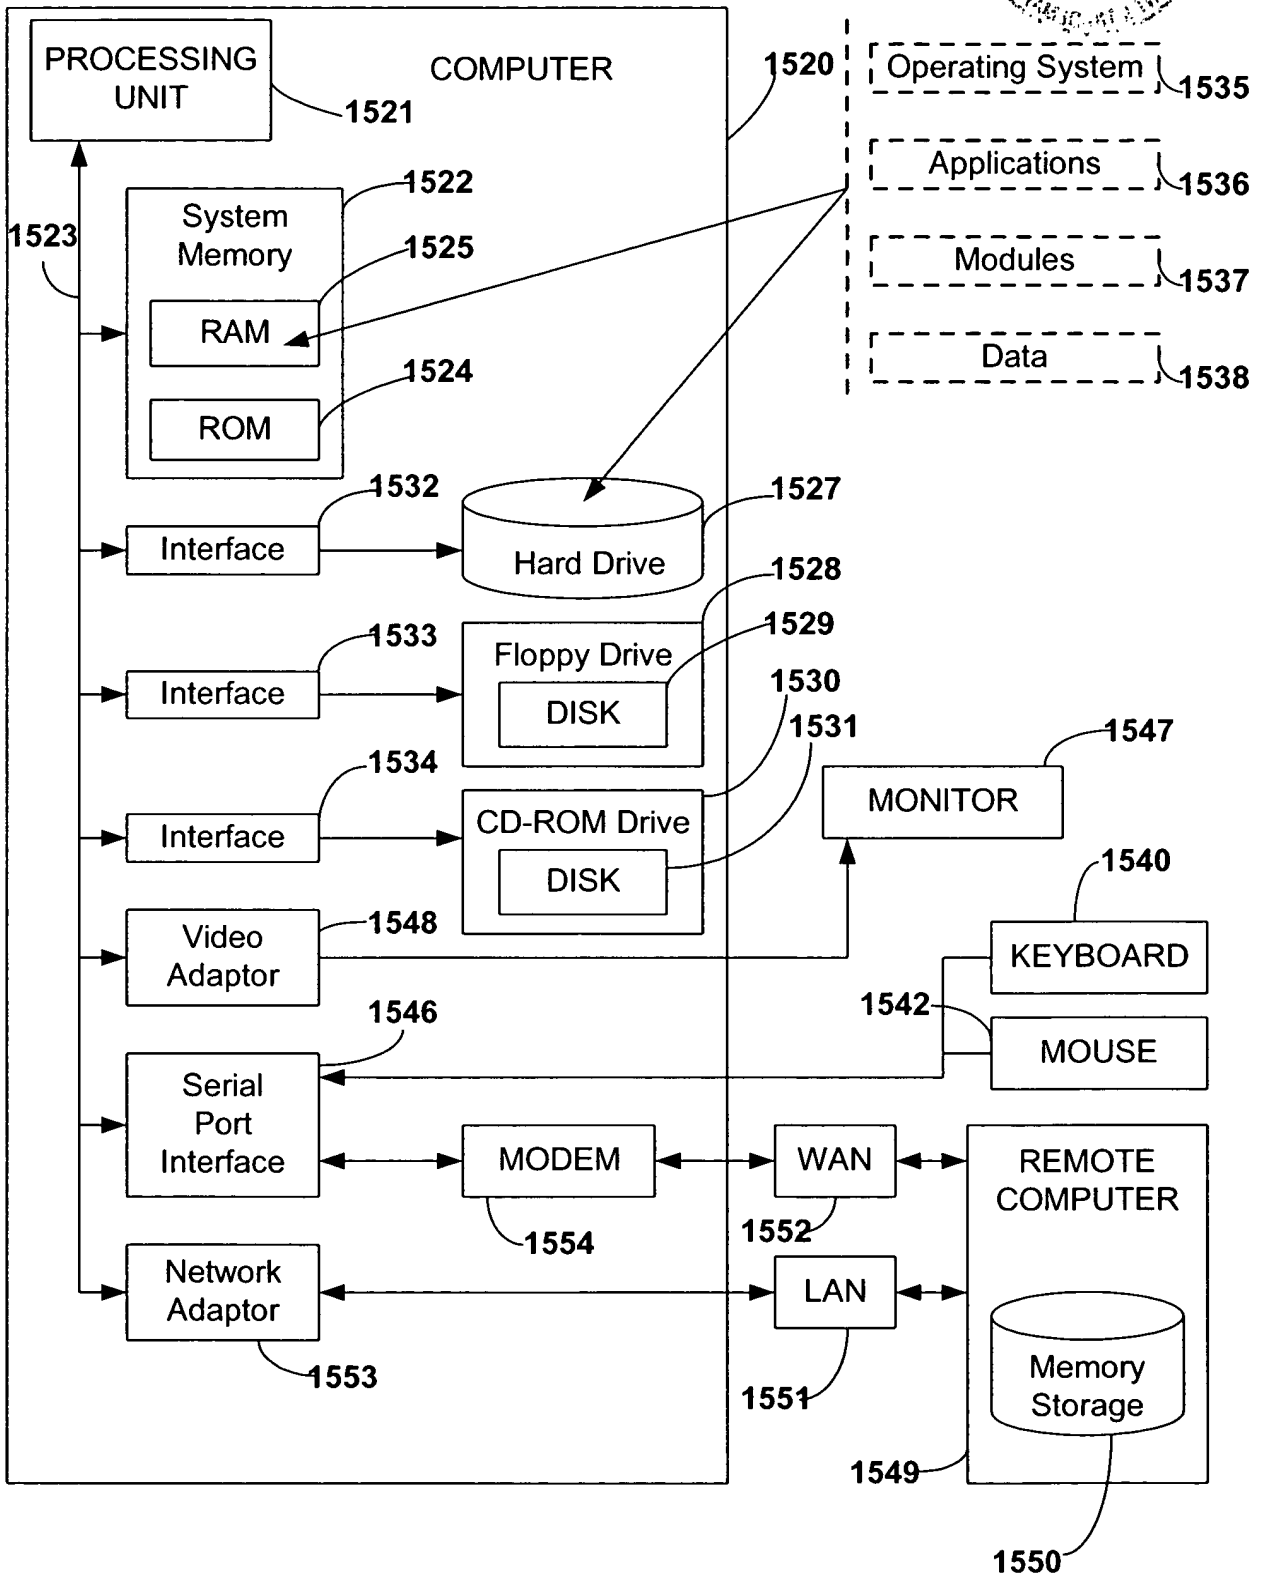 PROCESSING
UNIT
COMPUTER
1520
1521
Operating System
1535
Applications
1536
Modules
1537
Data
1538
1522
System
Memory
1523
1525
RAM
1524
ROM
1532
Interface
Hard Drive
1527
1528
1533
Interface
Floppy Drive
1529
DISK
1530
1531
1534
Interface
CD-ROM Drive
DISK
1547
MONITOR
1548
Video
Adaptor
1540
KEYBOARD
1542
MOUSE
1546
Serial
Port
Interface
MODEM
1554
WAN
1552
REMOTE
COMPUTER
Network
Adaptor
1553
LAN
1551
Memory
Storage
1549
1550